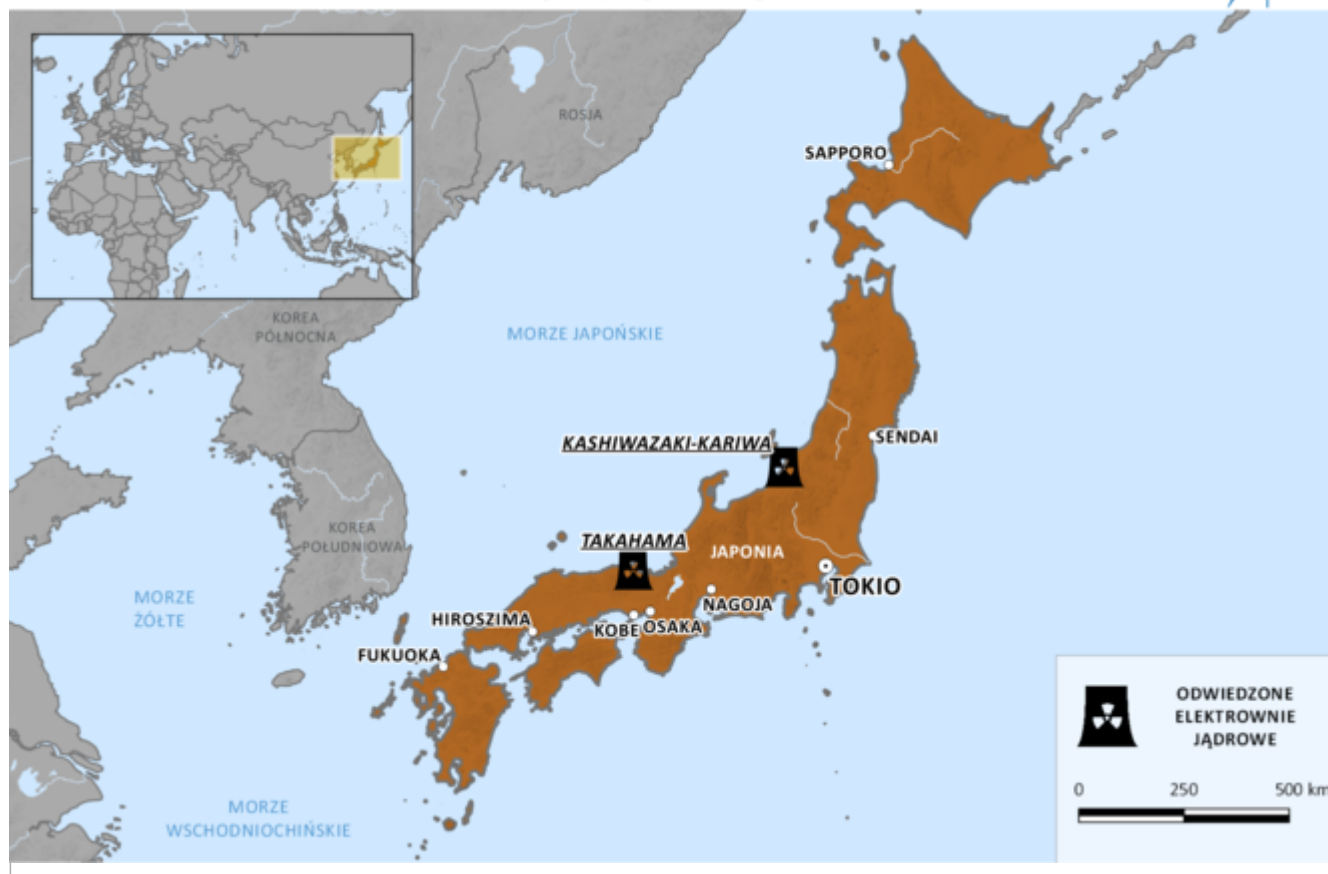 ROSJA
SAPPORO
KOREA
PÓŁNOCNA
MORZE JAPOŃSKIE
KASHIWAZAKI-KARIWA
SENDAI
KOREA
POŁUDNIOWA
TAKAHAMA
JAPONIA
TOKIO
MORZE
ŻÓŁTE
NAGOJA
HIROSZIMA
KOBE
OSAKA
FUKUOKA
ODWIEDZONE
ELEKTROWNIE
JĄDROWE
0 250 500 km
MORZE
WSCHODNIOCHIŃSKIE